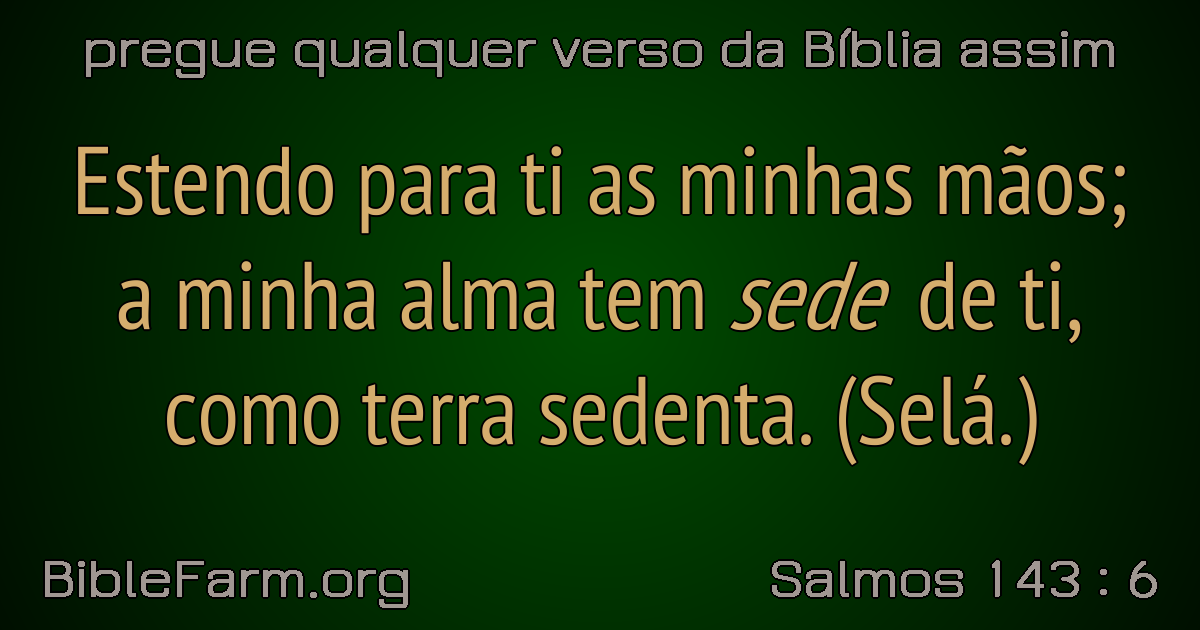 pregue qualquer verso da Bíblia assim
Estendo para ti as minhas mãos;
a minha alma tem sede de ti,
como terra sedenta. (Selá.)
BibleFarm.org
Salmos 143 : 6